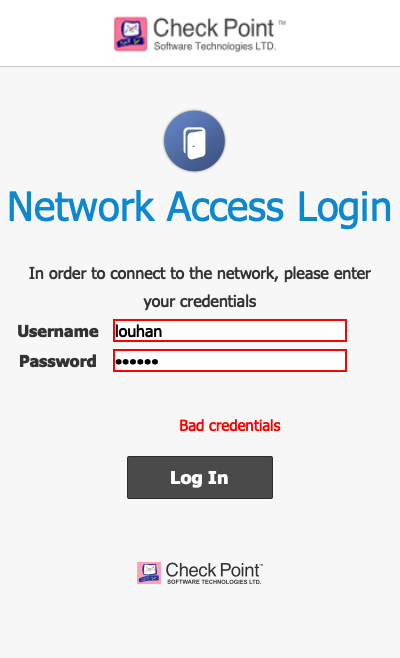 Check Point™
Software Technologies LTD.
Network Access Login
In order to connect to the network, please enter
your credentials
Username louhan
Password ••••••
Bad credentials
Log In
Check Point™
SOFTWARE TECHNOLOGIES LTD.